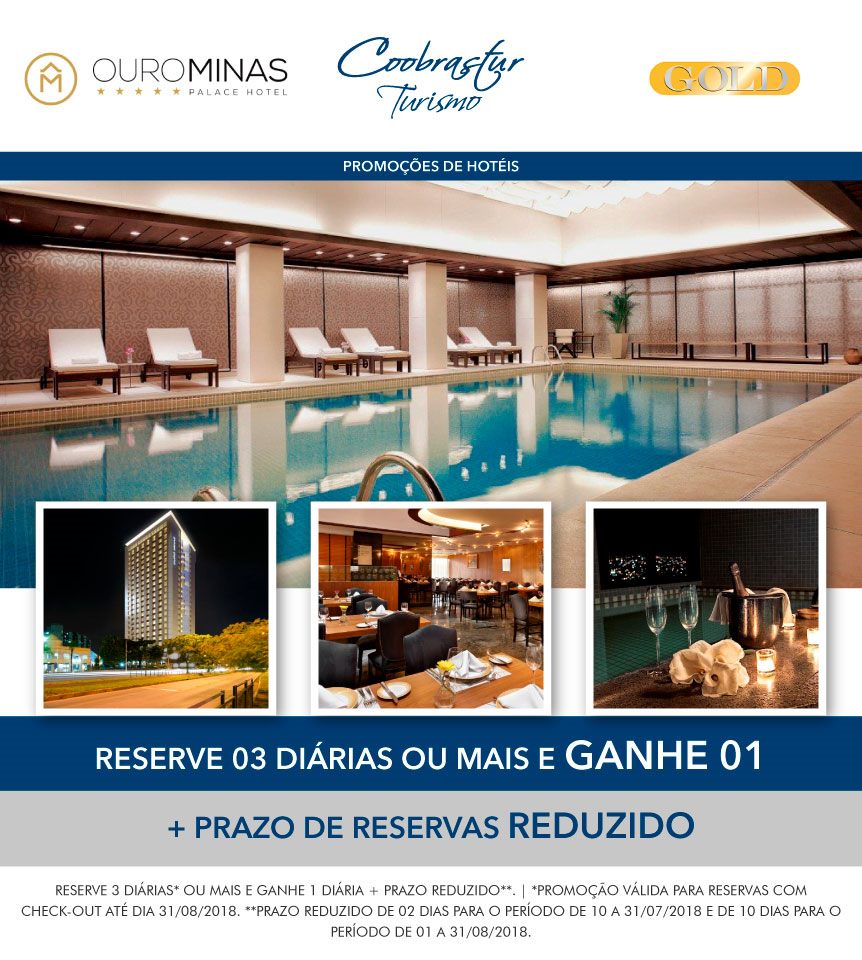 OUROMINAS
PALACE HOTEL
Coobrastur
Turismo
GOLD
PROMOÇÕES DE HOTÉIS
RESERVE 03 DIÁRIAS OU MAIS E GANHE 01
+ PRAZO DE RESERVAS REDUZIDO
RESERVE 3 DIÁRIAS* OU MAIS E GANHE 1 DIÁRIA + PRAZO REDUZIDO**. | *PROMOÇÃO VÁLIDA PARA RESERVAS COM
CHECK-OUT ATÉ DIA 31/08/2018. **PRAZO REDUZIDO DE 02 DIAS PARA O PERÍODO DE 10 A 31/07/2018 E DE 10 DIAS PARA O
PERÍODO DE 01 A 31/08/2018.